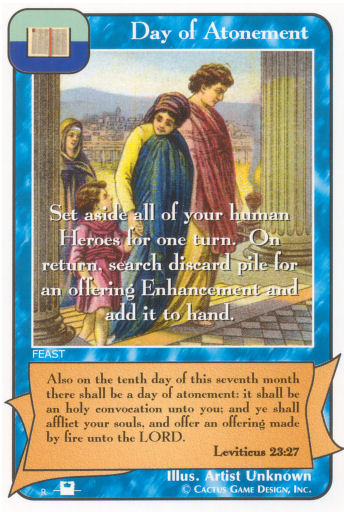 Day of Atonement
Set aside all of your human
Heroes for one turn. On
return, search discard pile for
an offering Enhancement and
add it to hand.
FEAST
Also on the tenth day of this seventh month
there shall be a day of atonement: it shall be
an holy convocation unto you; and ye shall
afflict your souls, and offer an offering made
by fire unto the LORD.
Leviticus 23:27
Illus. Artist Unknown
© CACTUS GAME DESIGN, INC.
R